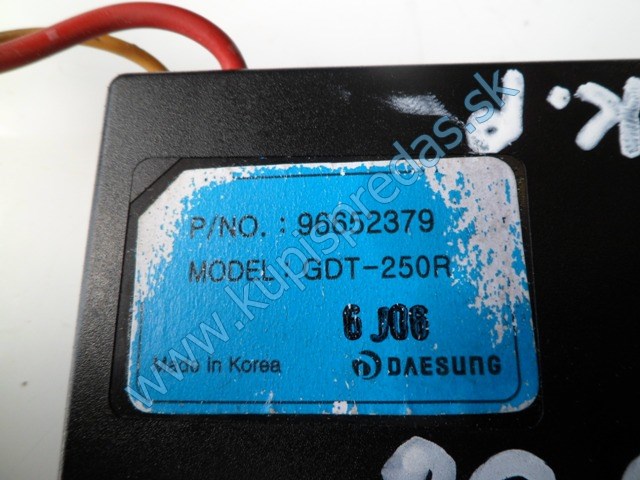 P/NO. : 96652379
MODEL : GDT-250R
6 J06
Made In Korea
DAESUNG
www.kupispredas.sk